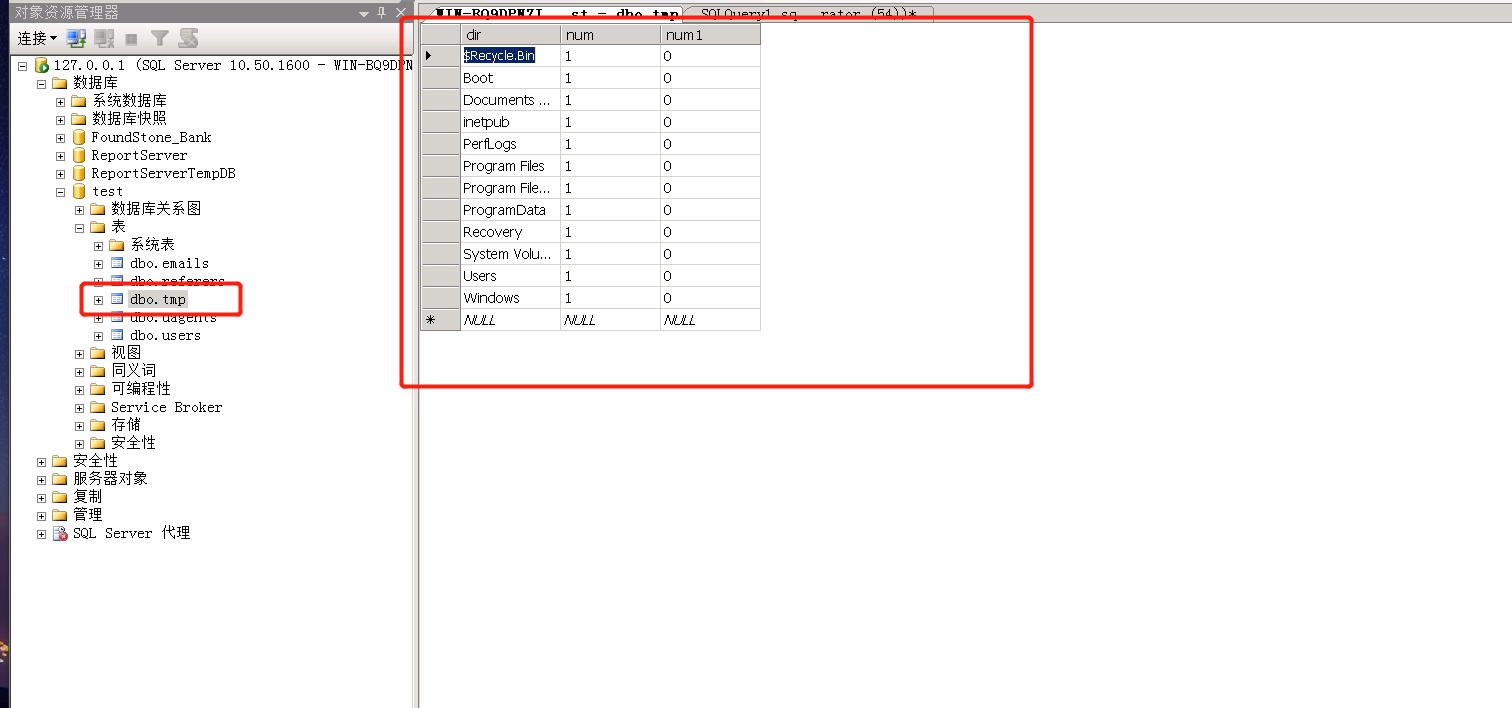 对象资源管理器
连接
127.0.0.1 (SQL Server 10.50.1600 - WIN-BQ9DPN
数据库
系统数据库
数据库快照
FoundStone_Bank
ReportServer
ReportServerTempDB
test
数据库关系图
表
系统表
dbo.emails
dbo.referers
dbo.tmp
dbo.uagents
dbo.users
视图
同义词
可编程性
Service Broker
存储
安全性
安全性
服务器对象
复制
管理
SQL Server 代理
WIN-BQ9DPN7I...st - dbo.tmp SQLQuery1.sq...rator (54))*
dir num num1
$Recycle.Bin 1 0
Boot 1 0
Documents ... 1 0
inetpub 1 0
PerfLogs 1 0
Program Files 1 0
Program File... 1 0
ProgramData 1 0
Recovery 1 0
System Volu... 1 0
Users 1 0
Windows 1 0
NULL NULL NULL